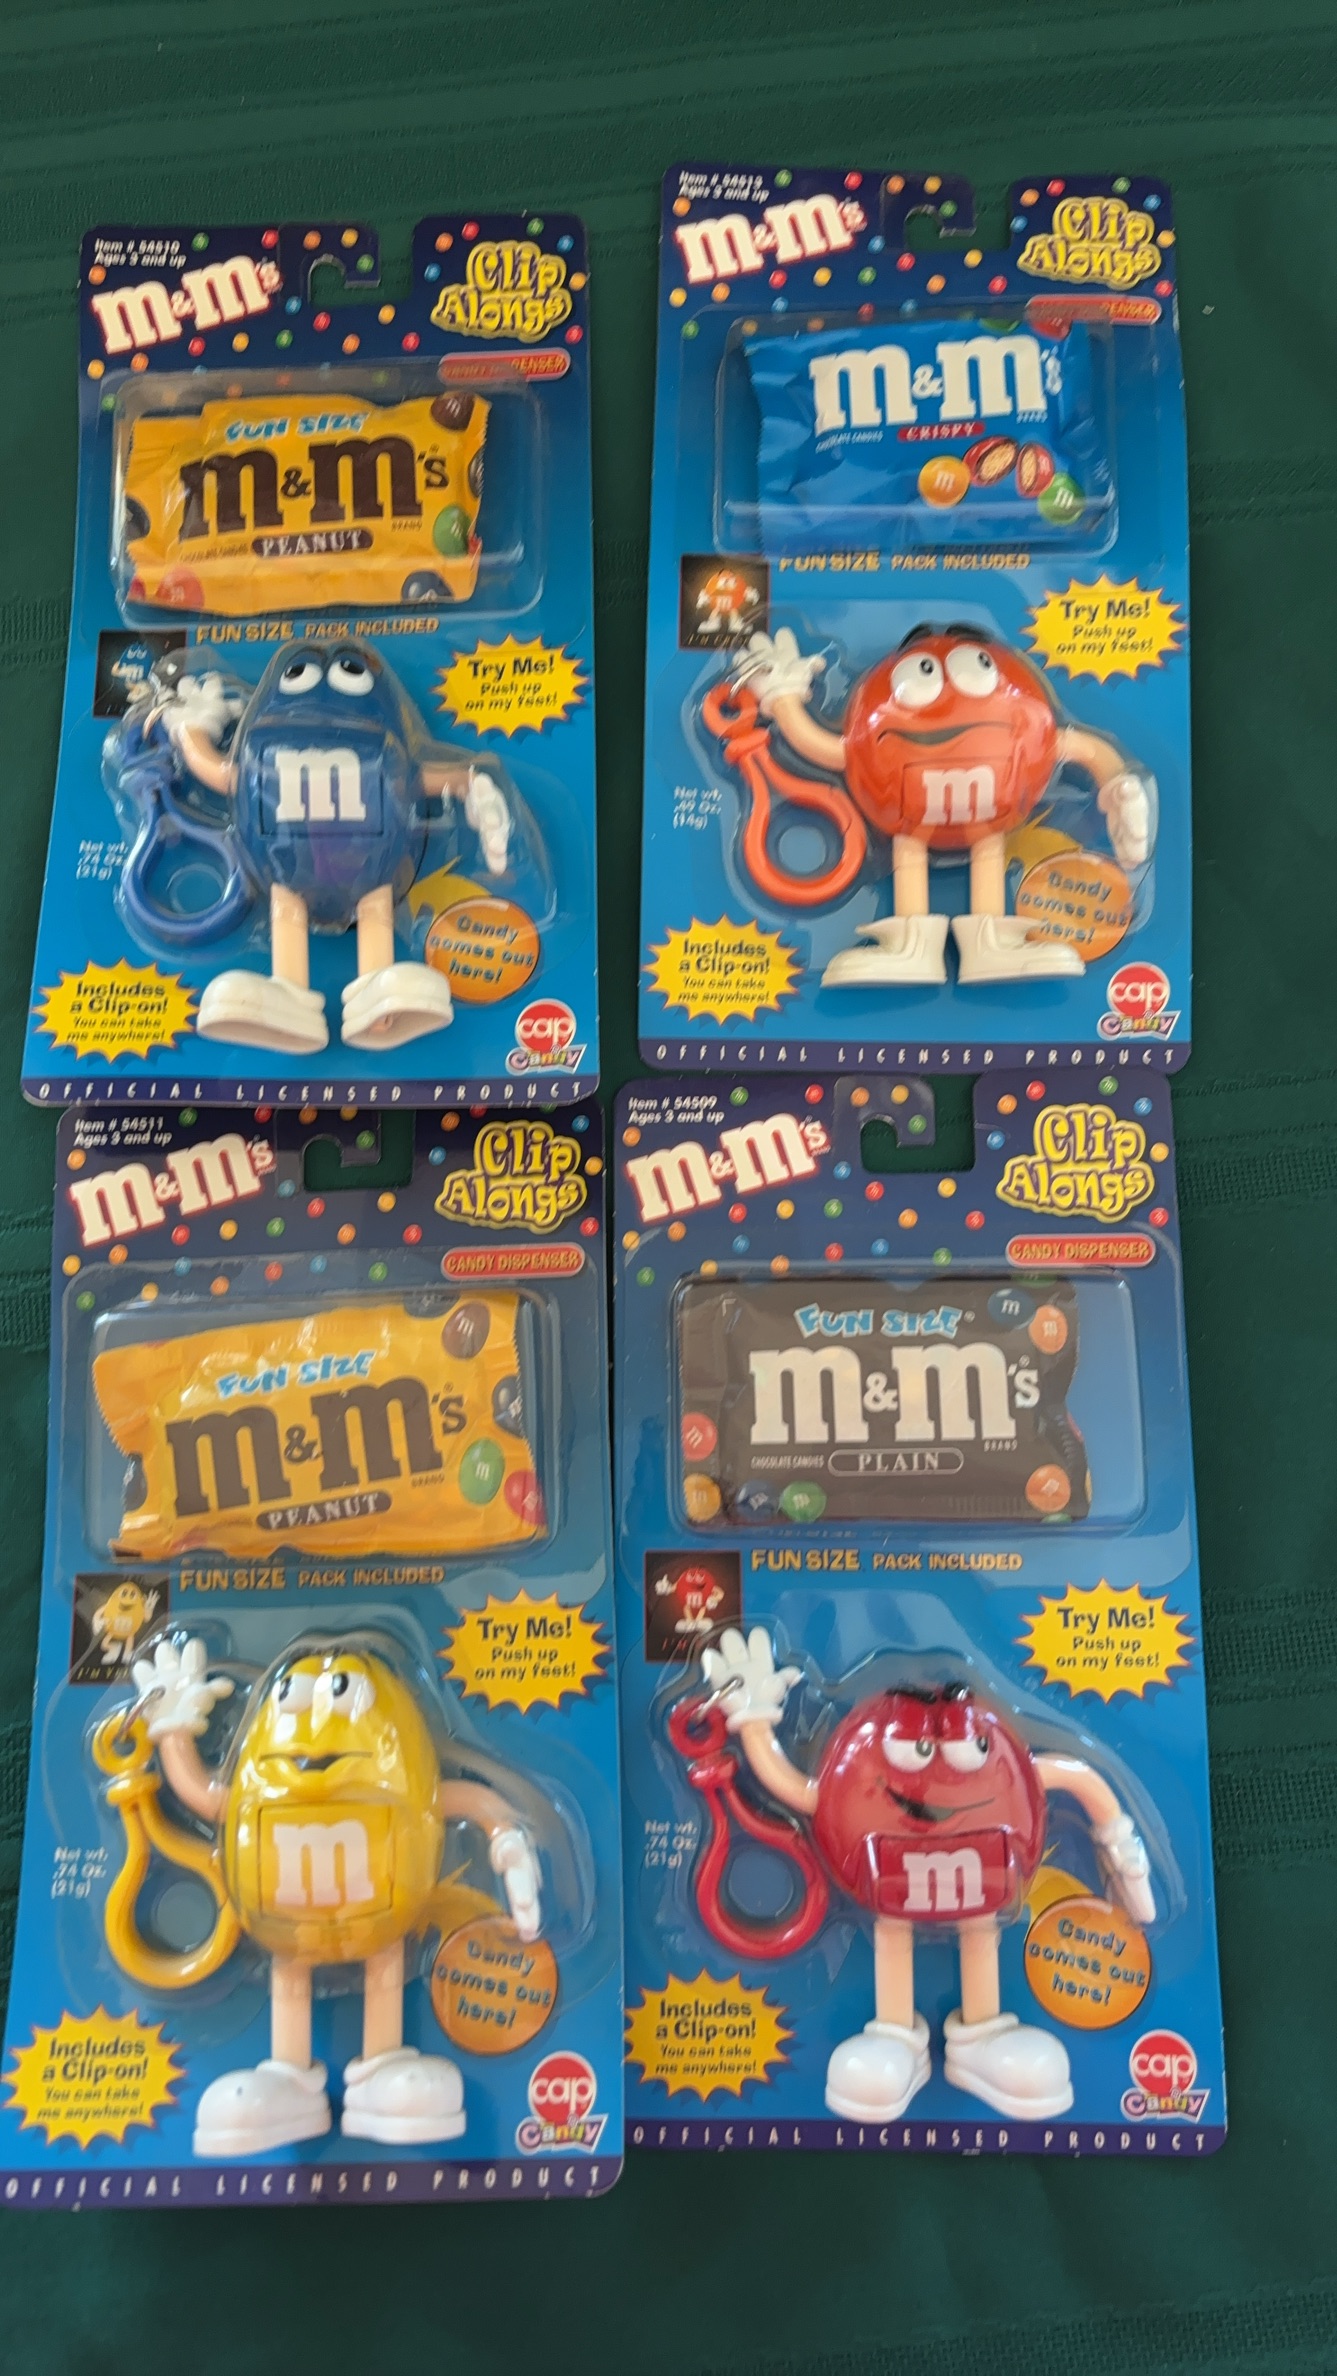 Item # 54510
Ages 3 and up
m&m's
Clip
Alongs
FUN SIZE
m&m's
BRAND
PEANUT
FUN SIZE PACK INCLUDED
Try Me!
Push up
on my feet!
m
Net wt.
.74 Oz.
(21g)
Candy
comes out
here!
Includes
a Clip-on!
You can take
me anywhere!
cap
Candy
OFFICIAL LICENSED PRODUCT
Item # 54513
Ages 3 and up
m&m's
Clip
Alongs
m&m's
CHOCOLATE CANDIES
CRISPY
FUN SIZE PACK INCLUDED
Try Me!
Push up
on my feet!
m
Net wt.
.49 Oz.
(14g)
Candy
comes out
here!
Includes
a Clip-on!
You can take
me anywhere!
cap
Candy
OFFICIAL LICENSED PRODUCT
Item # 54511
Ages 3 and up
m&m's
Clip
Alongs
CANDY DISPENSER
FUN SIZE
m&m's
BRAND
PEANUT
FUN SIZE PACK INCLUDED
Try Me!
Push up
on my feet!
m
Net wt.
.74 Oz.
(21g)
Candy
comes out
here!
Includes
a Clip-on!
You can take
me anywhere!
cap
Candy
OFFICIAL LICENSED PRODUCT
Item # 54509
Ages 3 and up
m&m's
Clip
Alongs
CANDY DISPENSER
FUN SIZE
m&m's
BRAND
CHOCOLATE CANDIES
PLAIN
FUN SIZE PACK INCLUDED
Try Me!
Push up
on my feet!
m
Net wt.
.74 Oz.
(21g)
Candy
comes out
here!
Includes
a Clip-on!
You can take
me anywhere!
cap
Candy
OFFICIAL LICENSED PRODUCT